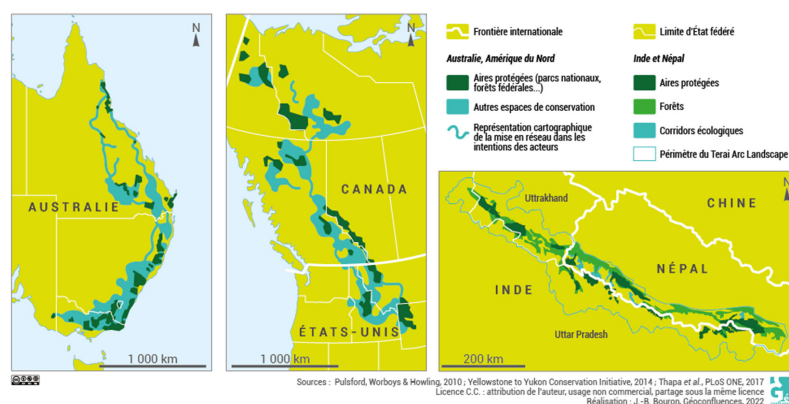 N
AUSTRALIE
1 000 km
N
CANADA
ÉTATS-UNIS
1 000 km
Frontière internationale
Limite d'État fédéré
Australie, Amérique du Nord
Aires protégées (parcs nationaux,
forêts fédérales...)
Autres espaces de conservation
Représentation cartographique
de la mise en réseau dans les
intentions des acteurs
Inde et Népal
Aires protégées
Forêts
Corridors écologiques
Périmètre du Terai Arc Landscape
N
Uttrakhand
CHINE
NÉPAL
INDE
Uttar Pradesh
200 km
Sources : Pulsford, Worboys & Howling, 2010 ; Yellowstone to Yukon Conservation Initiative, 2014 ; Thapa et al., PLoS ONE, 2017
Licence C.C. : attribution de l'auteur, usage non commercial, partage sous la même licence
Réalisation : J.-B. Bouron, Géoconfluences, 2022